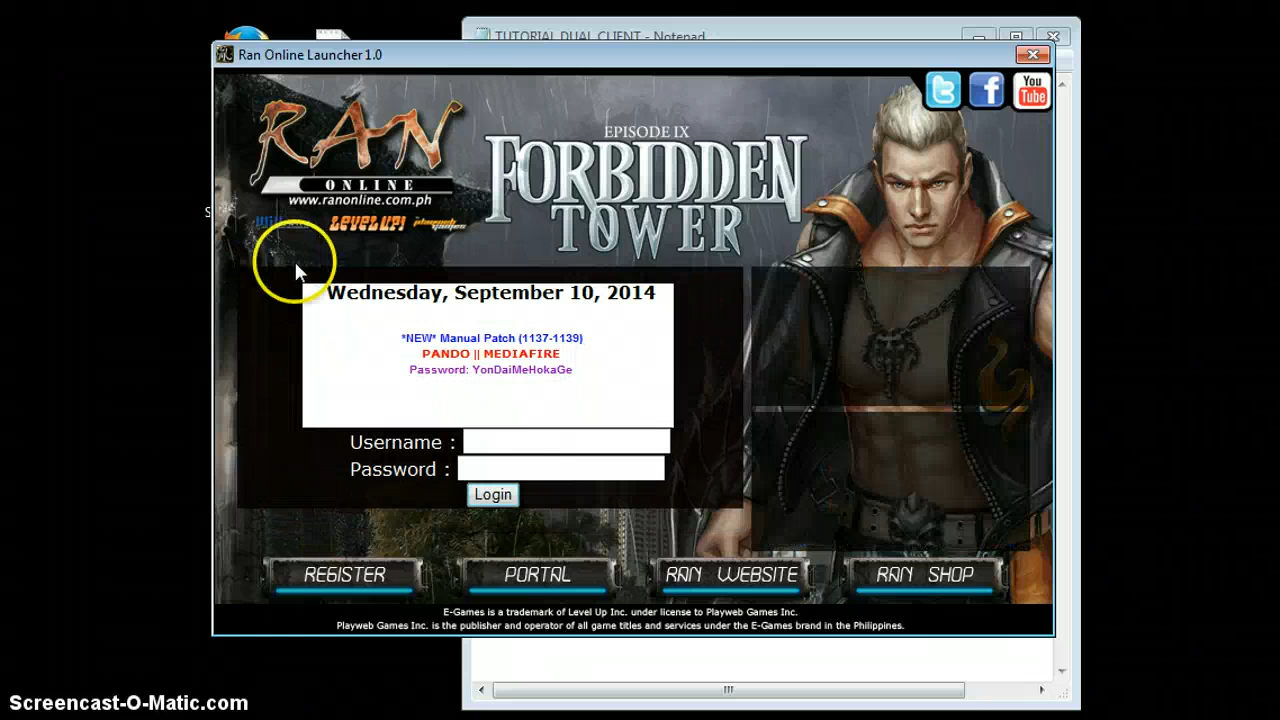 TUTORIAL DUAL CLIENT - Notepad
Ran Online Launcher 1.0
You
Tube
RAN
ONLINE
www.ranonline.com.ph
LEVEL UP!
EPISODE IX
FORBIDDEN
TOWER
Wednesday, September 10, 2014
*NEW* Manual Patch (1137-1139)
PANDO || MEDIAFIRE
Password: YonDaiMeHokaGe
Username :
Password :
Login
REGISTER
PORTAL
RAN WEBSITE
RAN SHOP
E-Games is a trademark of Level Up Inc. under license to Playweb Games Inc.
Playweb Games Inc. is the publisher and operator of all game titles and services under the E-Games brand in the Philippines.
Screencast-O-Matic.com